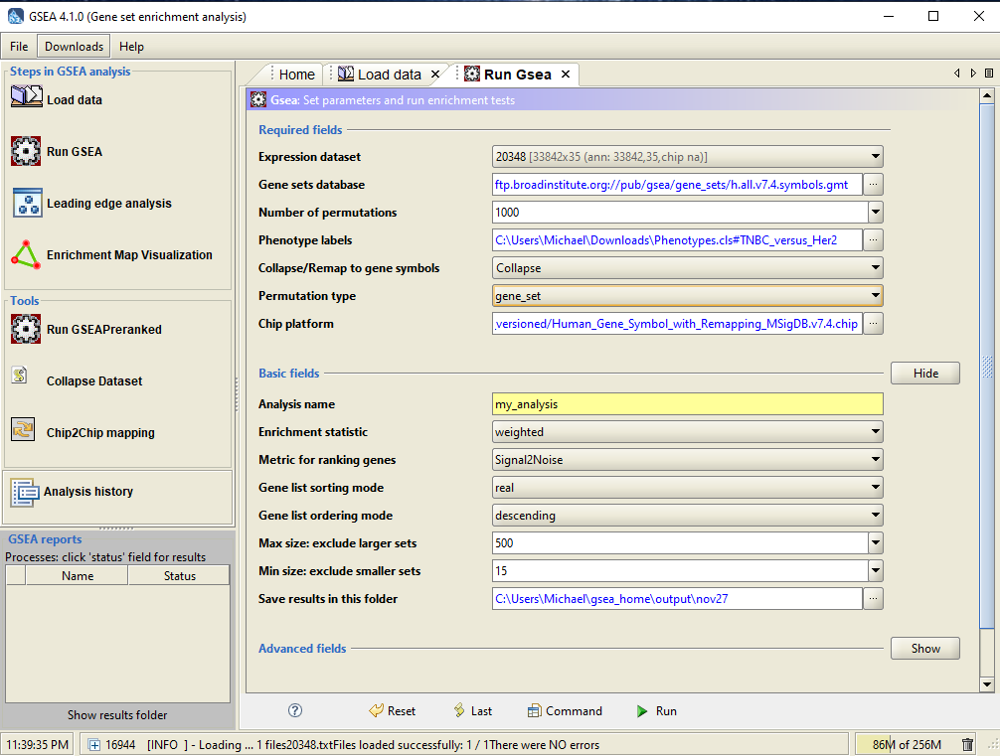 GSEA 4.1.0 (Gene set enrichment analysis)
File Downloads Help
Steps in GSEA analysis
Load data
Run GSEA
Leading edge analysis
Enrichment Map Visualization
Tools
Run GSEAPreranked
Collapse Dataset
Chip2Chip mapping
Analysis history
GSEA reports
Processes: click 'status' field for results
Name Status
Show results folder
Home Load data Run Gsea
Gsea: Set parameters and run enrichment tests
Required fields
Expression dataset 20348 [33842x35 (ann: 33842,35,chip na)]
Gene sets database ftp.broadinstitute.org://pub/gsea/gene_sets/h.all.v7.4.symbols.gmt ...
Number of permutations 1000
Phenotype labels C:\Users\Michael\Downloads\Phenotypes.cls#TNBC_versus_Her2 ...
Collapse/Remap to gene symbols Collapse
Permutation type gene_set
Chip platform _versioned/Human_Gene_Symbol_with_Remapping_MSigDB.v7.4.chip ...
Basic fields Hide
Analysis name my_analysis
Enrichment statistic weighted
Metric for ranking genes Signal2Noise
Gene list sorting mode real
Gene list ordering mode descending
Max size: exclude larger sets 500
Min size: exclude smaller sets 15
Save results in this folder C:\Users\Michael\gsea_home\output\nov27 ...
Advanced fields Show
? Reset Last Command Run
11:39:35 PM 16944 [INFO ] - Loading ... 1 files20348.txtFiles loaded successfully: 1 / 1There were NO errors 86M of 256M